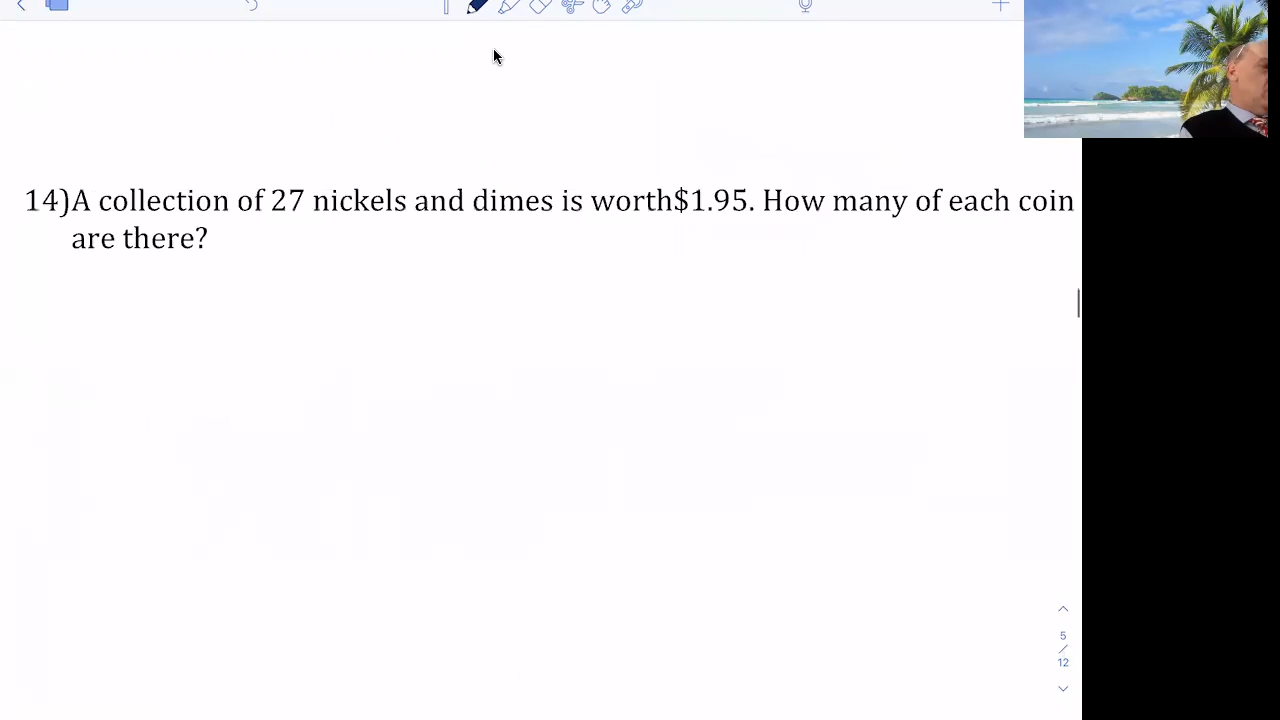 14)A collection of 27 nickels and dimes is worth$1.95. How many of each coin
are there?
5
/
12